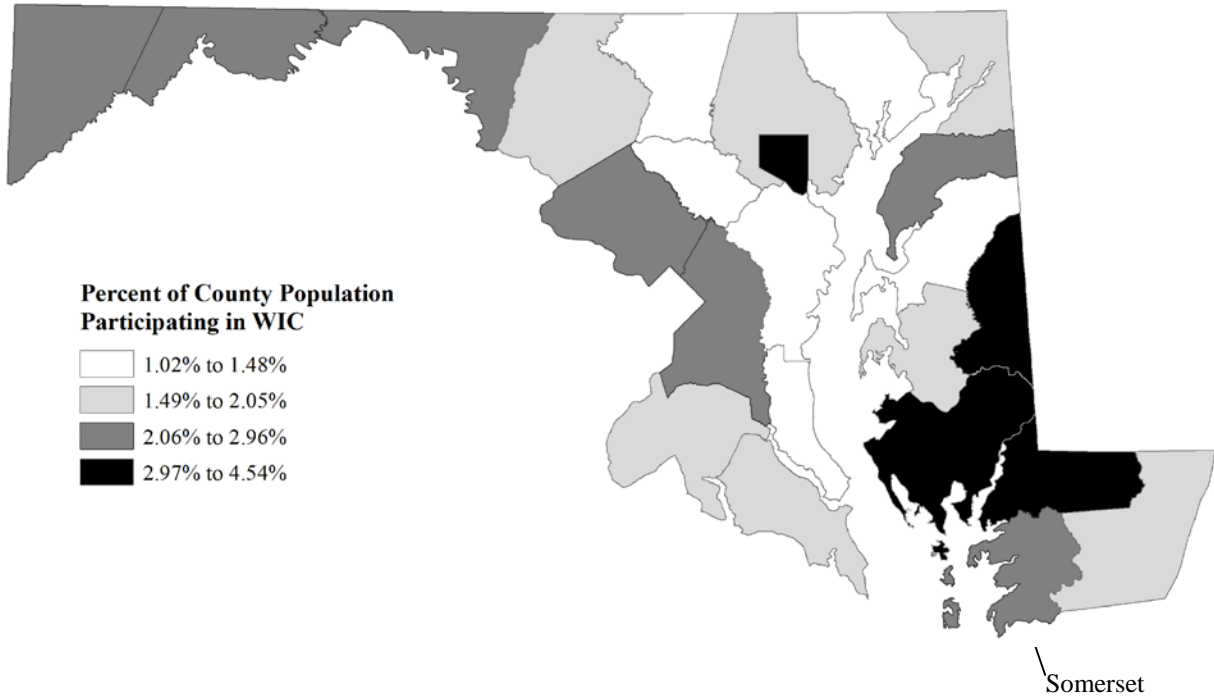 Percent of County Population
Participating in WIC
1.02% to 1.48%
1.49% to 2.05%
2.06% to 2.96%
2.97% to 4.54%
Somerset